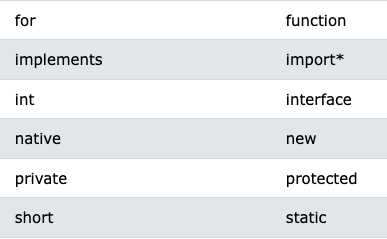 for function
implements import*
int interface
native new
private protected
short static